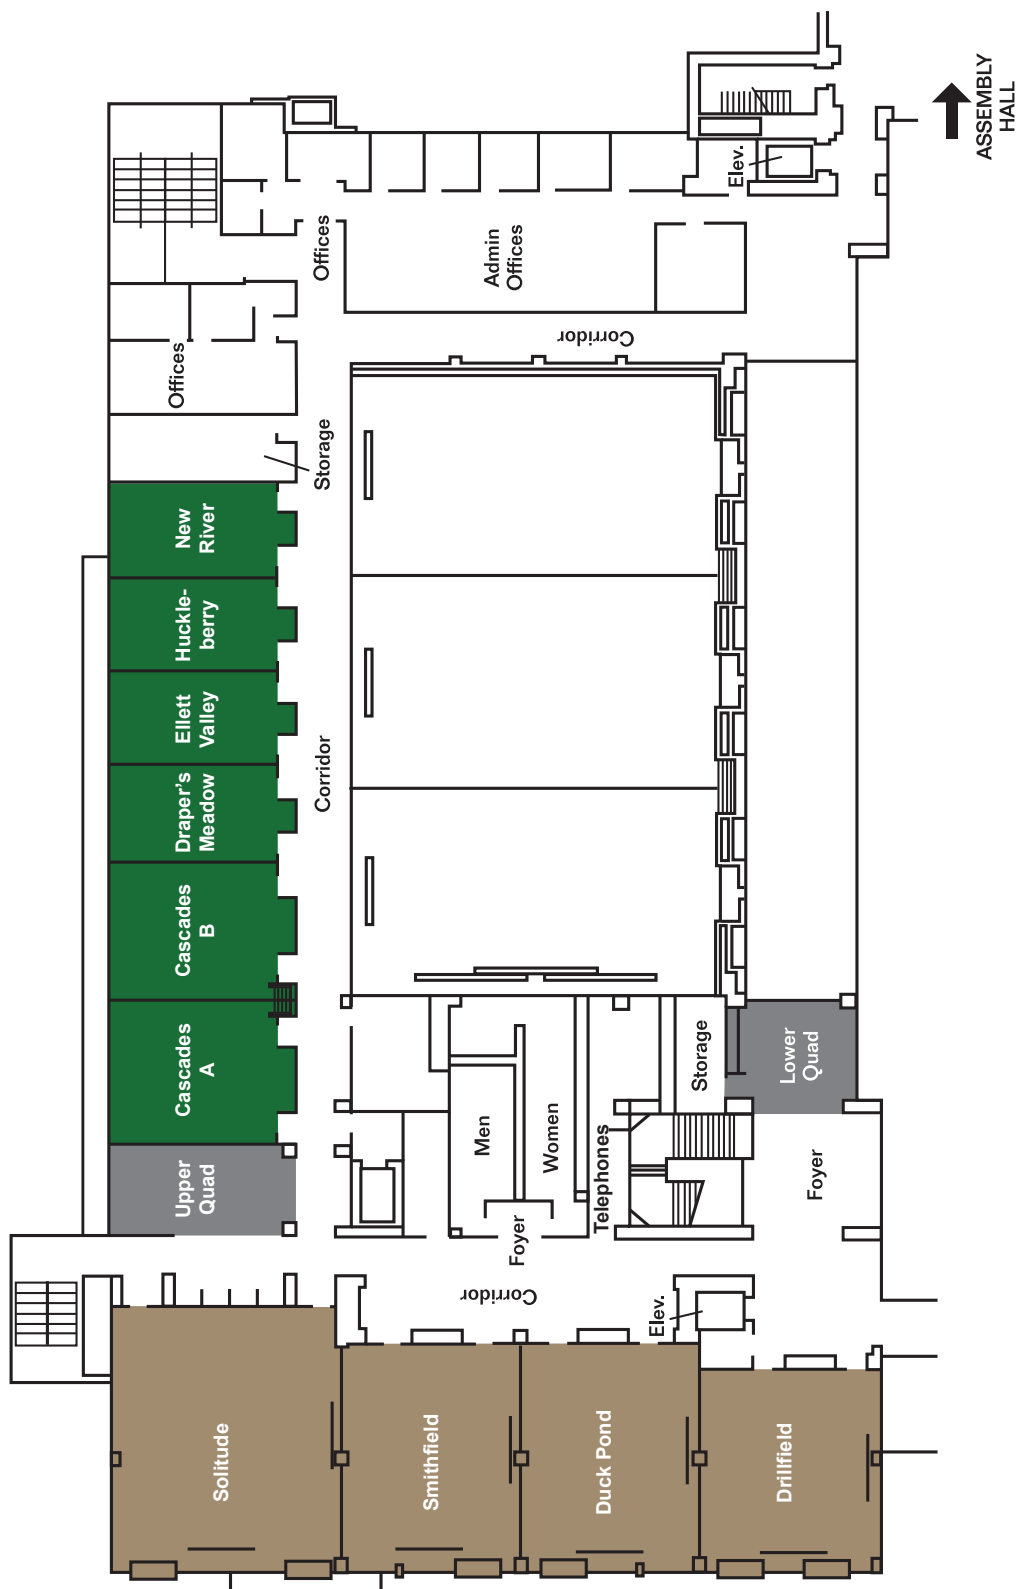 ASSEMBLY
HALL
Elev.
Offices
Admin
Offices
Corridor
Offices
Storage
New
River
Huckle-
berry
Ellett
Valley
Draper's
Meadow
Corridor
Cascades
B
Cascades
A
Upper
Quad
Storage
Lower
Quad
Men
Women
Telephones
Foyer
Foyer
Corridor
Elev.
Solitude
Smithfield
Duck Pond
Drillfield